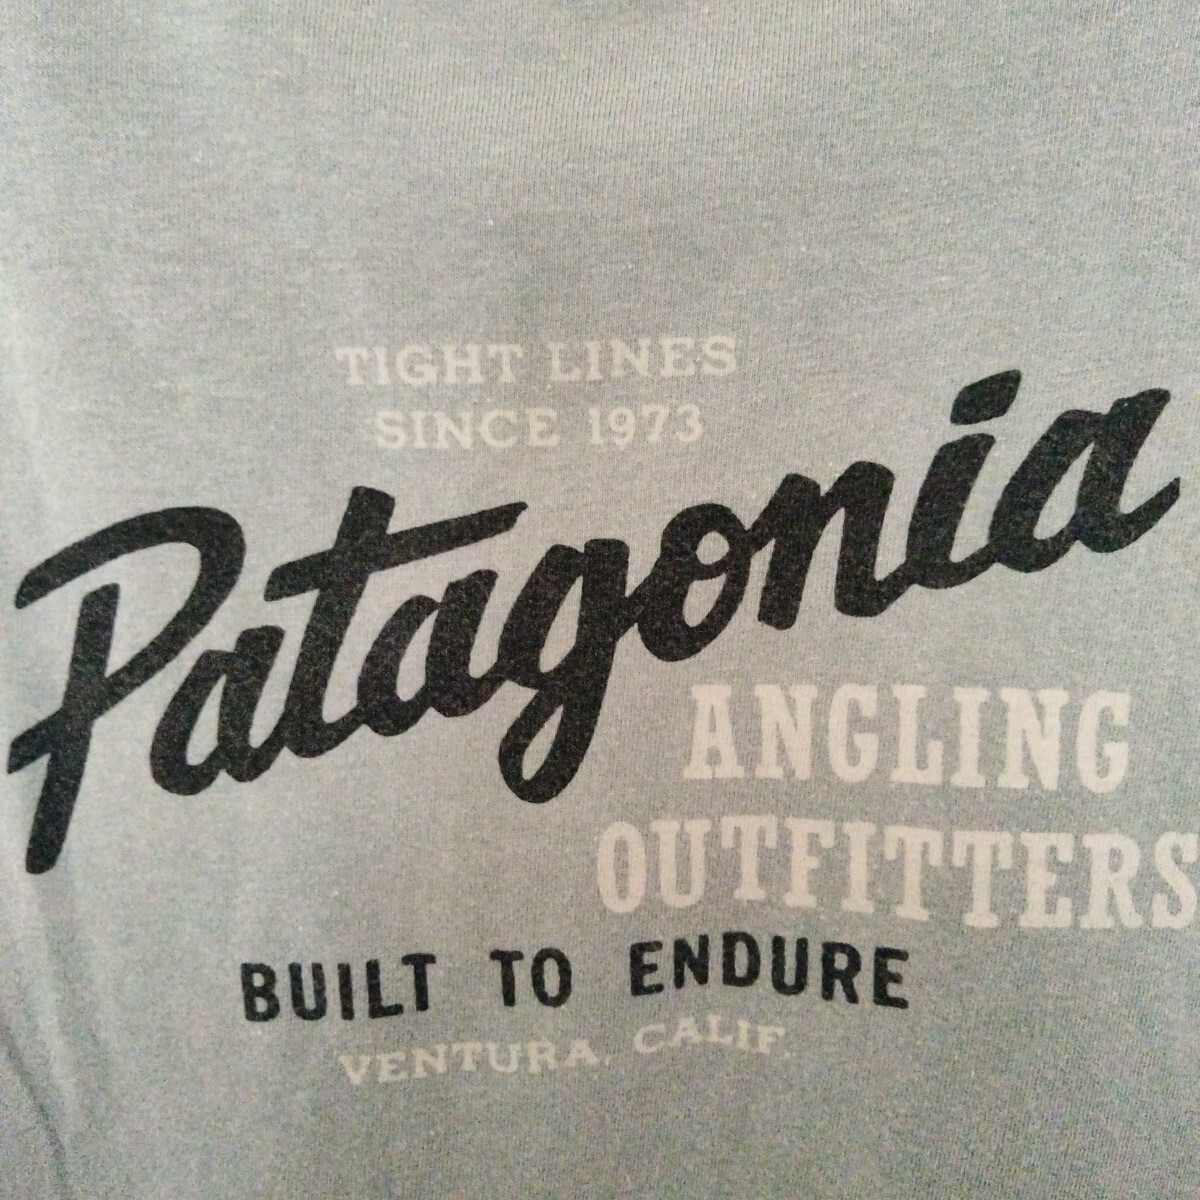 TIGHT LINES
SINCE 1973
Patagonia
ANGLING
OUTFITTERS
BUILT TO ENDURE
VENTURA, CALIF.